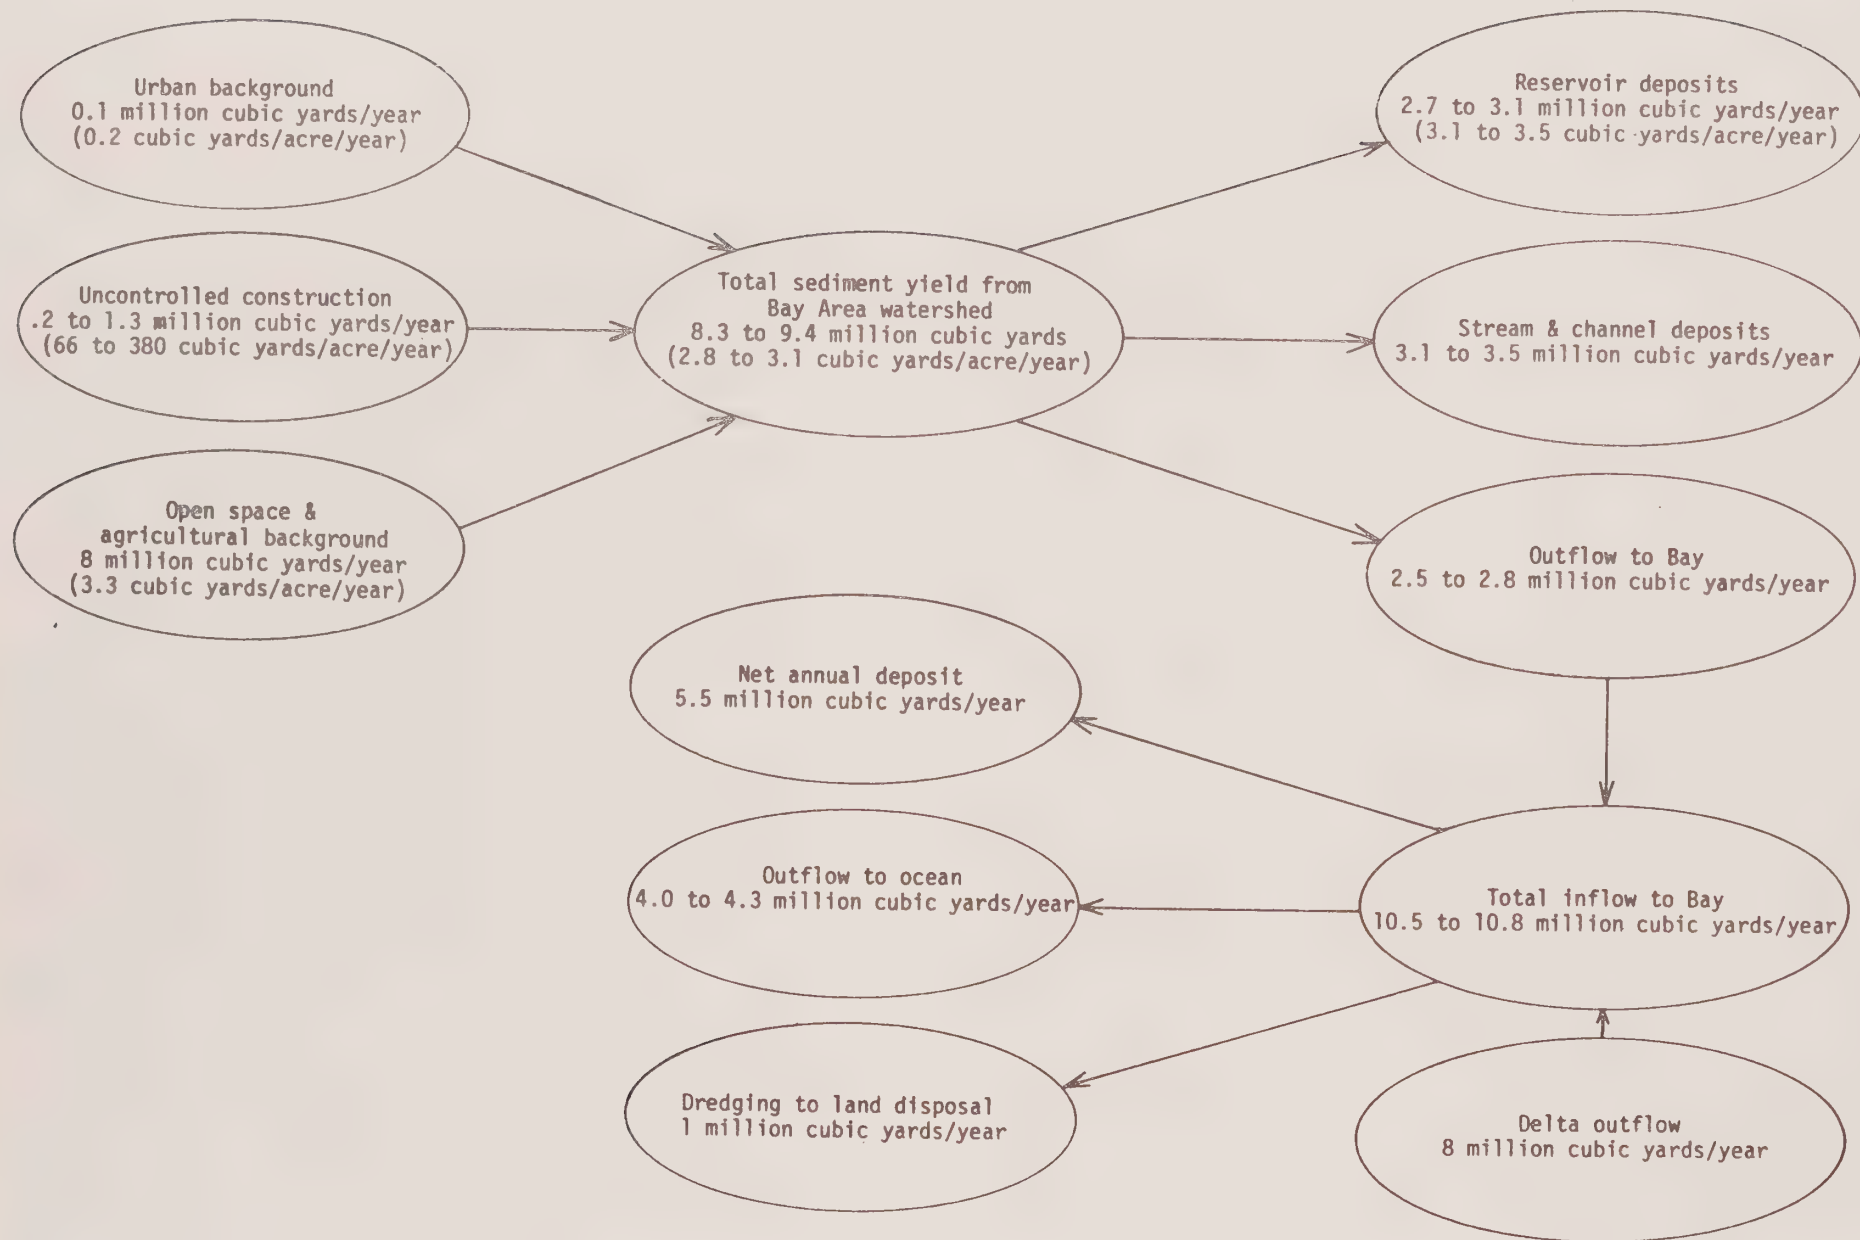 Urban background
0.1 million cubic yards/year
(0.2 cubic yards/acre/year)
Uncontrolled construction
.2 to 1.3 million cubic yards/year
(66 to 380 cubic yards/acre/year)
Open space &
agricultural background
8 million cubic yards/year
(3.3 cubic yards/acre/year)
Total sediment yield from
Bay Area watershed
8.3 to 9.4 million cubic yards
(2.8 to 3.1 cubic yards/acre/year)
Reservoir deposits
2.7 to 3.1 million cubic yards/year
(3.1 to 3.5 cubic yards/acre/year)
Stream & channel deposits
3.1 to 3.5 million cubic yards/year
Outflow to Bay
2.5 to 2.8 million cubic yards/year
Net annual deposit
5.5 million cubic yards/year
Outflow to ocean
4.0 to 4.3 million cubic yards/year
Dredging to land disposal
1 million cubic yards/year
Total inflow to Bay
10.5 to 10.8 million cubic yards/year
Delta outflow
8 million cubic yards/year